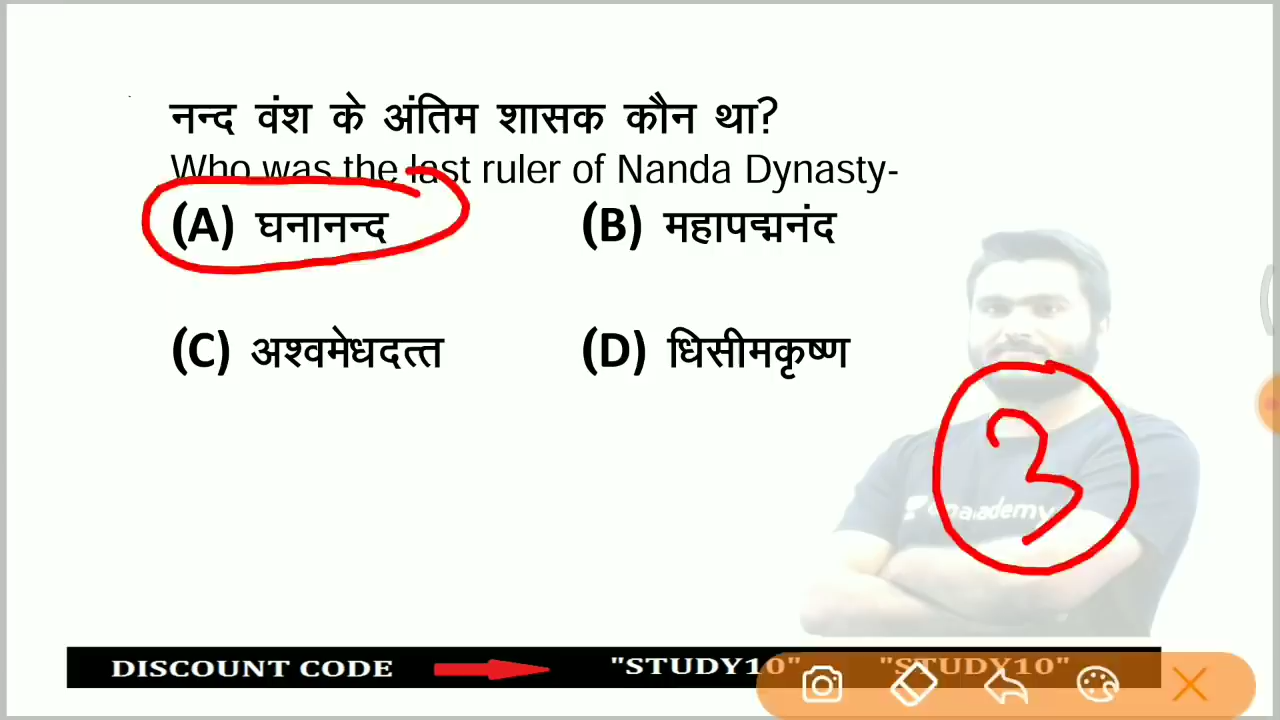 नन्द वंश के अंतिम शासक कौन था?
Who was the last ruler of Nanda Dynasty-
(A) घनानन्द (B) महापद्मनंद
(C) अश्वमेधदत्त (D) धिसीमकृष्ण
3
DISCOUNT CODE "STUDY10" "STUDY10"